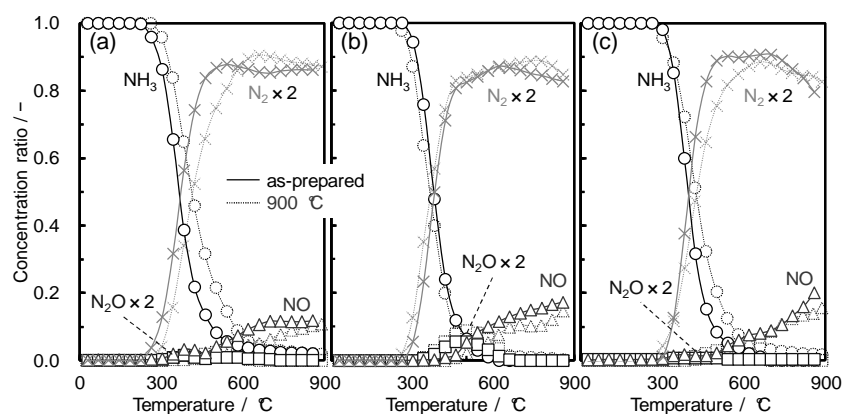 1.0
(a)
(b)
(c)
0.8
NH3
N2 × 2
NH3
N2 × 2
NH3
N2 × 2
0.6
as-prepared
900 °C
0.4
N2O × 2
N2O × 2
N2O × 2
0.2
NO
NO
NO
0.0
Concentration ratio / –
0 300 600 900
0 300 600 900
0 300 600 900
Temperature / °C
Temperature / °C
Temperature / °C